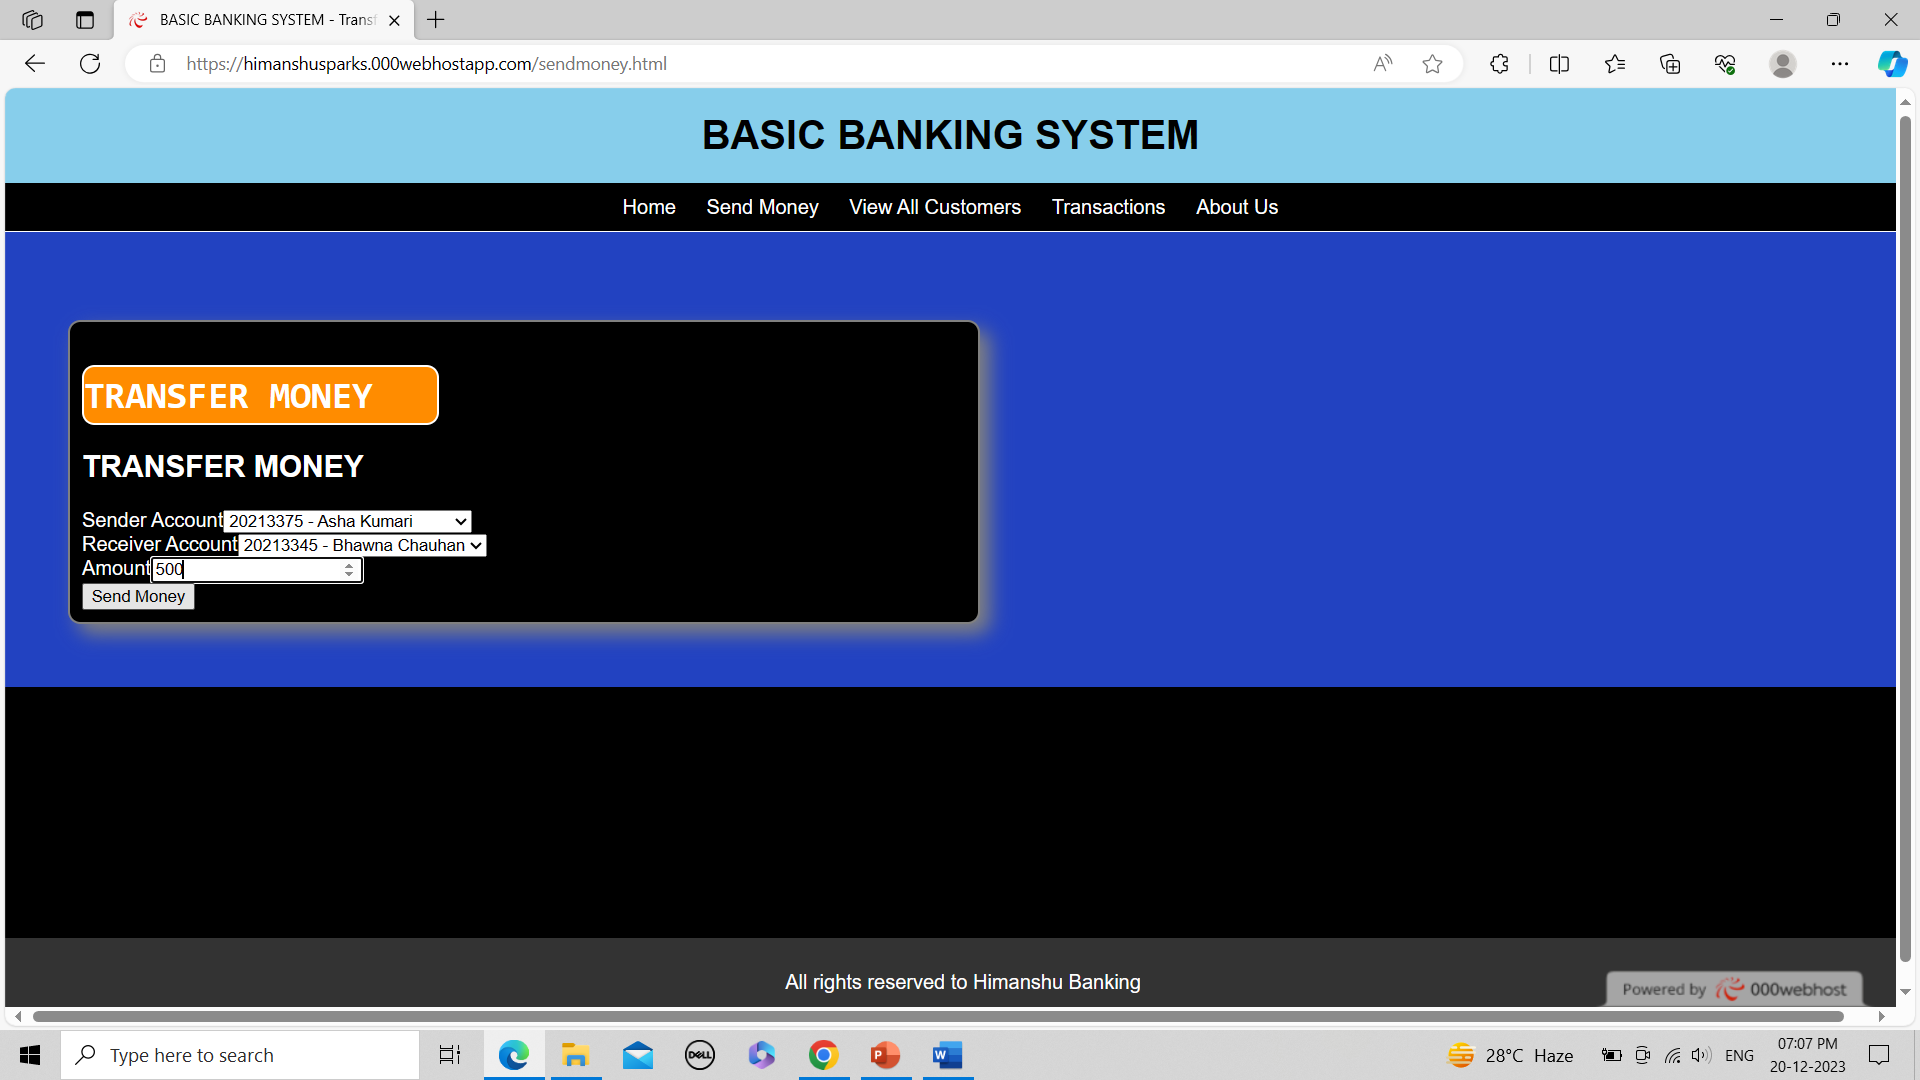 BASIC BANKING SYSTEM - Transf
https://himanshusparks.000webhostapp.com/sendmoney.html
BASIC BANKING SYSTEM
Home Send Money View All Customers Transactions About Us
TRANSFER MONEY
TRANSFER MONEY
Sender Account 20213375 - Asha Kumari
Receiver Account 20213345 - Bhawna Chauhan
Amount 500
Send Money
All rights reserved to Himanshu Banking
Powered by 000webhost
Type here to search
DELL
P
W
28°C Haze
ENG
07:07 PM
20-12-2023